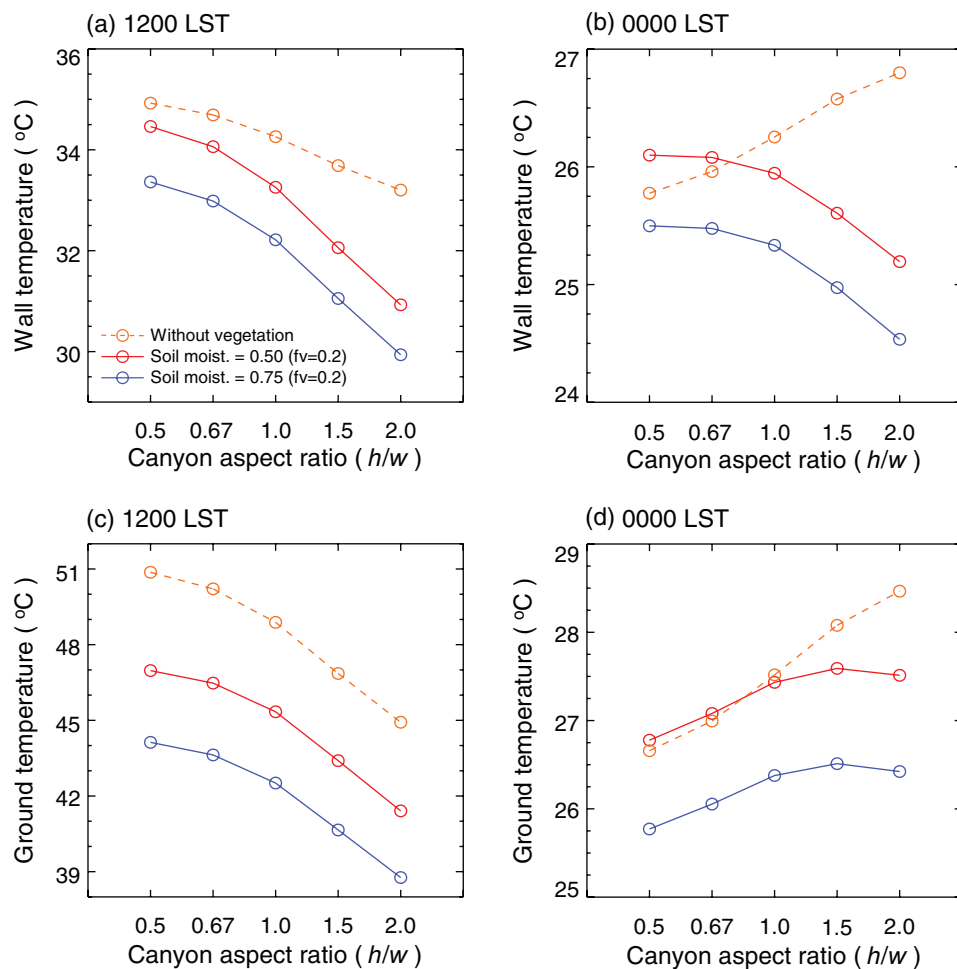 (a) 1200 LST
Wall temperature ( °C )
36
34
32
30
Without vegetation
Soil moist. = 0.50 (fv=0.2)
Soil moist. = 0.75 (fv=0.2)
0.5 0.67 1.0 1.5 2.0
Canyon aspect ratio ( h/w )
(b) 0000 LST
Wall temperature ( °C )
27
26
25
24
0.5 0.67 1.0 1.5 2.0
Canyon aspect ratio ( h/w )
(c) 1200 LST
Ground temperature ( °C )
51
48
45
42
39
0.5 0.67 1.0 1.5 2.0
Canyon aspect ratio ( h/w )
(d) 0000 LST
Ground temperature ( °C )
29
28
27
26
25
0.5 0.67 1.0 1.5 2.0
Canyon aspect ratio ( h/w )